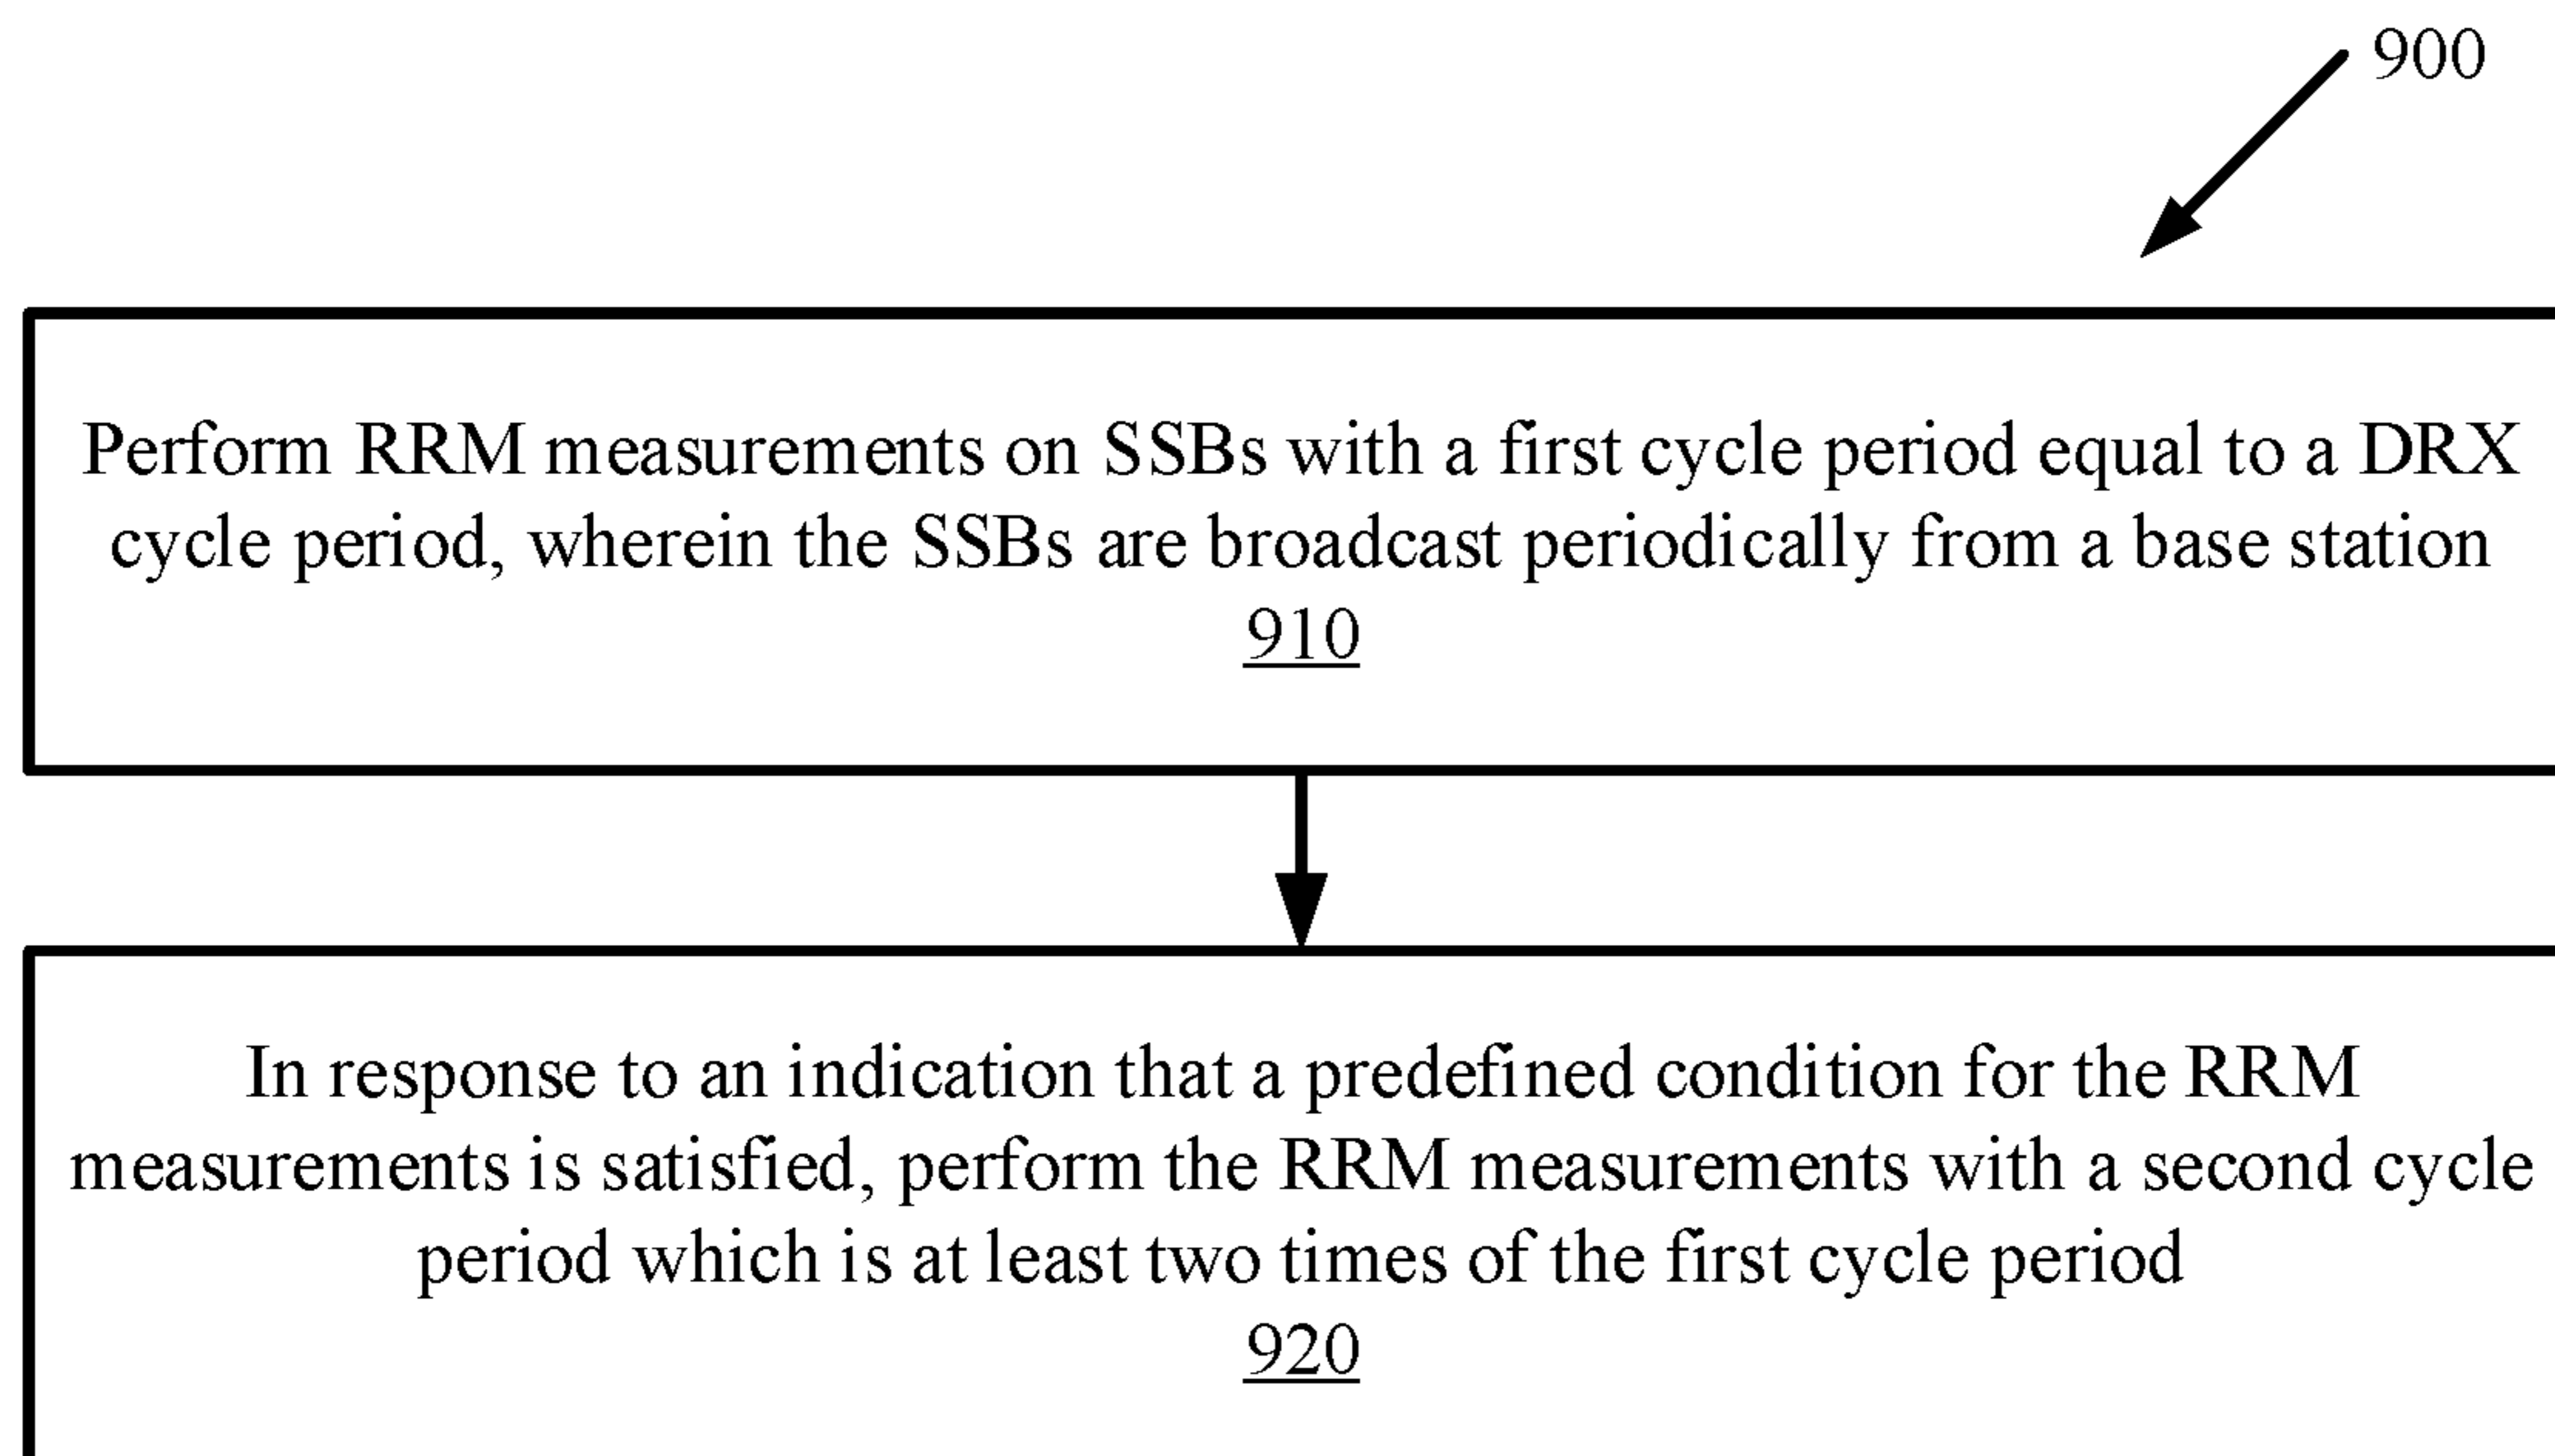 900
Perform RRM measurements on SSBs with a first cycle period equal to a DRX
cycle period, wherein the SSBs are broadcast periodically from a base station
910
In response to an indication that a predefined condition for the RRM
measurements is satisfied, perform the RRM measurements with a second cycle
period which is at least two times of the first cycle period
920